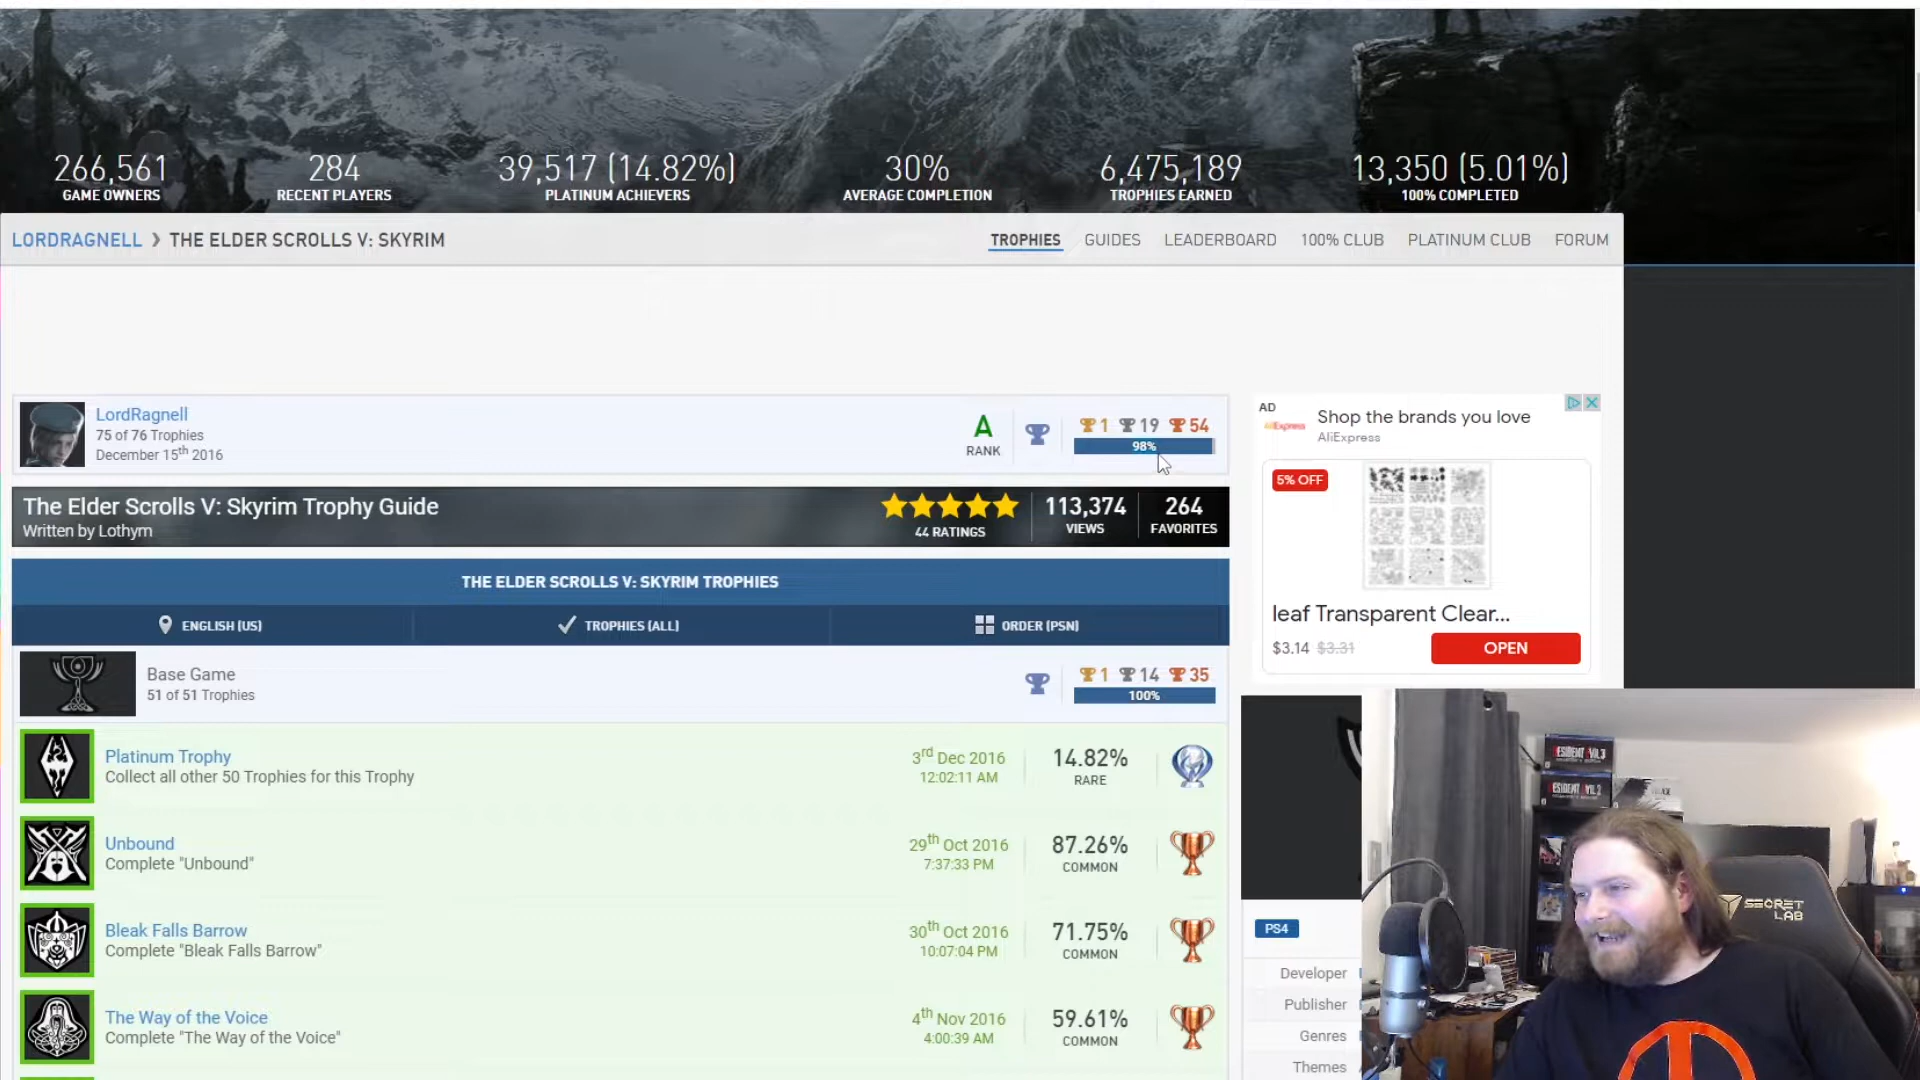 266,561
GAME OWNERS
284
RECENT PLAYERS
39,517 (14.82%)
PLATINUM ACHIEVERS
30%
AVERAGE COMPLETION
6,475,189
TROPHIES EARNED
13,350 (5.01%)
100% COMPLETED
LORDRAGNELL > THE ELDER SCROLLS V: SKYRIM
TROPHIES GUIDES LEADERBOARD 100% CLUB PLATINUM CLUB FORUM
LordRagnell
75 of 76 Trophies
December 15th 2016
A
RANK
1 19 54
98%
The Elder Scrolls V: Skyrim Trophy Guide
Written by Lothym
44 RATINGS
113,374
VIEWS
264
FAVORITES
THE ELDER SCROLLS V: SKYRIM TROPHIES
ENGLISH (US) TROPHIES (ALL) ORDER (PSN)
Base Game
51 of 51 Trophies
1 14 35
100%
Platinum Trophy
Collect all other 50 Trophies for this Trophy
3rd Dec 2016
12:02:11 AM
14.82%
RARE
Unbound
Complete "Unbound"
29th Oct 2016
7:37:33 PM
87.26%
COMMON
Bleak Falls Barrow
Complete "Bleak Falls Barrow"
30th Oct 2016
10:07:04 PM
71.75%
COMMON
The Way of the Voice
Complete "The Way of the Voice"
4th Nov 2016
4:00:39 AM
59.61%
COMMON
AD
AliExpress
Shop the brands you love
AliExpress
5% OFF
leaf Transparent Clear...
$3.14 $3.31
OPEN
PS4
Developer
Publisher
Genres
Themes
RESIDENT EVIL 3
RESIDENT EVIL 2
SECRET
LAB